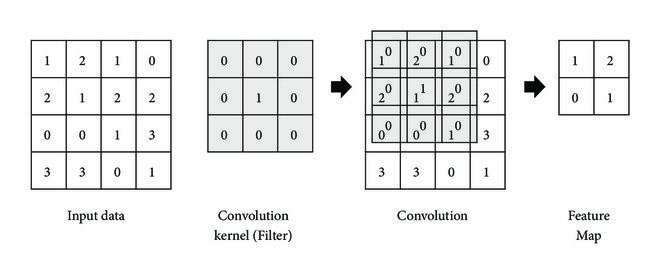 1 2 1 0
2 1 2 2
0 0 1 3
3 3 0 1
Input data
0 0 0
0 1 0
0 0 0
Convolution
kernel (Filter)
1 0 2 0 1 0 0
2 0 1 1 2 0 2
0 0 0 0 1 0 3
3 3 0 1
Convolution
1 2
0 1
Feature
Map